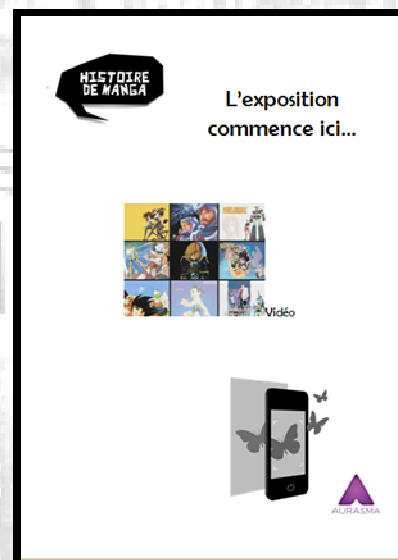 HISTOIRE
DE MANGA
L'exposition
commence ici...
Vidéo
AURASMA